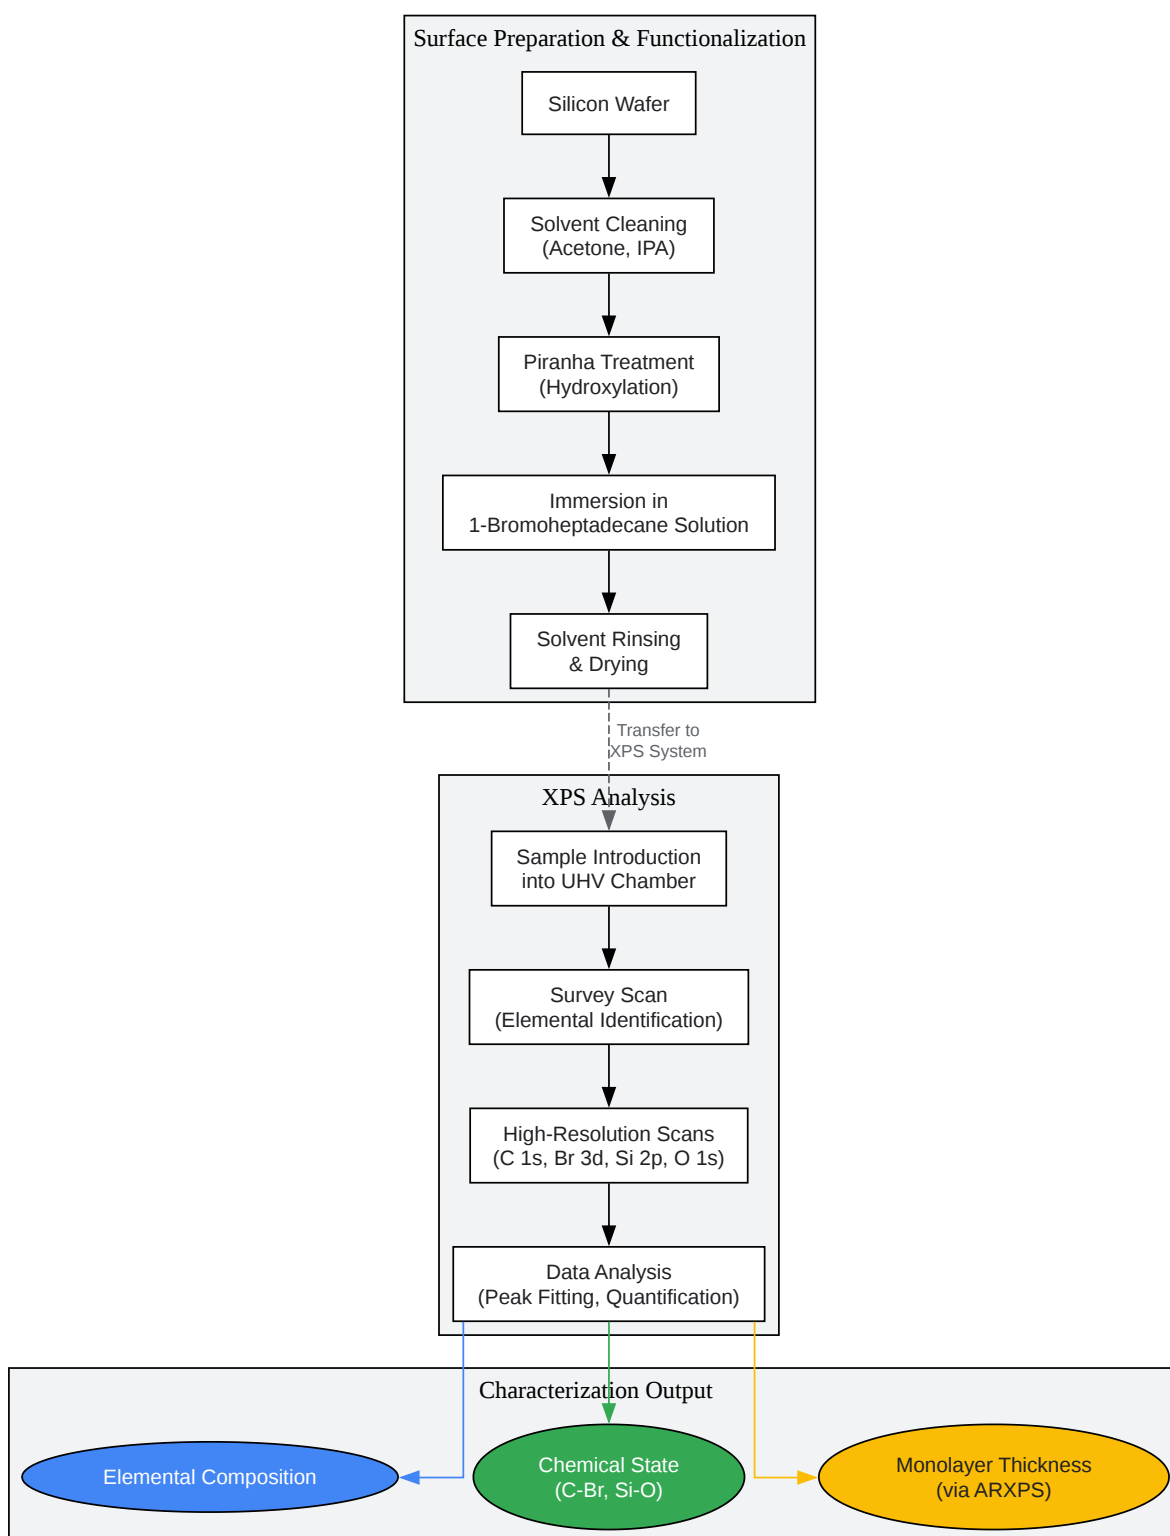 Surface Preparation & Functionalization
Silicon Wafer
Solvent Cleaning
(Acetone, IPA)
Piranha Treatment
(Hydroxylation)
Immersion in
1-Bromoheptadecane Solution
Solvent Rinsing
& Drying
Transfer to
XPS System
XPS Analysis
Sample Introduction
into UHV Chamber
Survey Scan
(Elemental Identification)
High-Resolution Scans
(C 1s, Br 3d, Si 2p, O 1s)
Data Analysis
(Peak Fitting, Quantification)
Characterization Output
Elemental Composition
Chemical State
(C-Br, Si-O)
Monolayer Thickness
(via ARXPS)